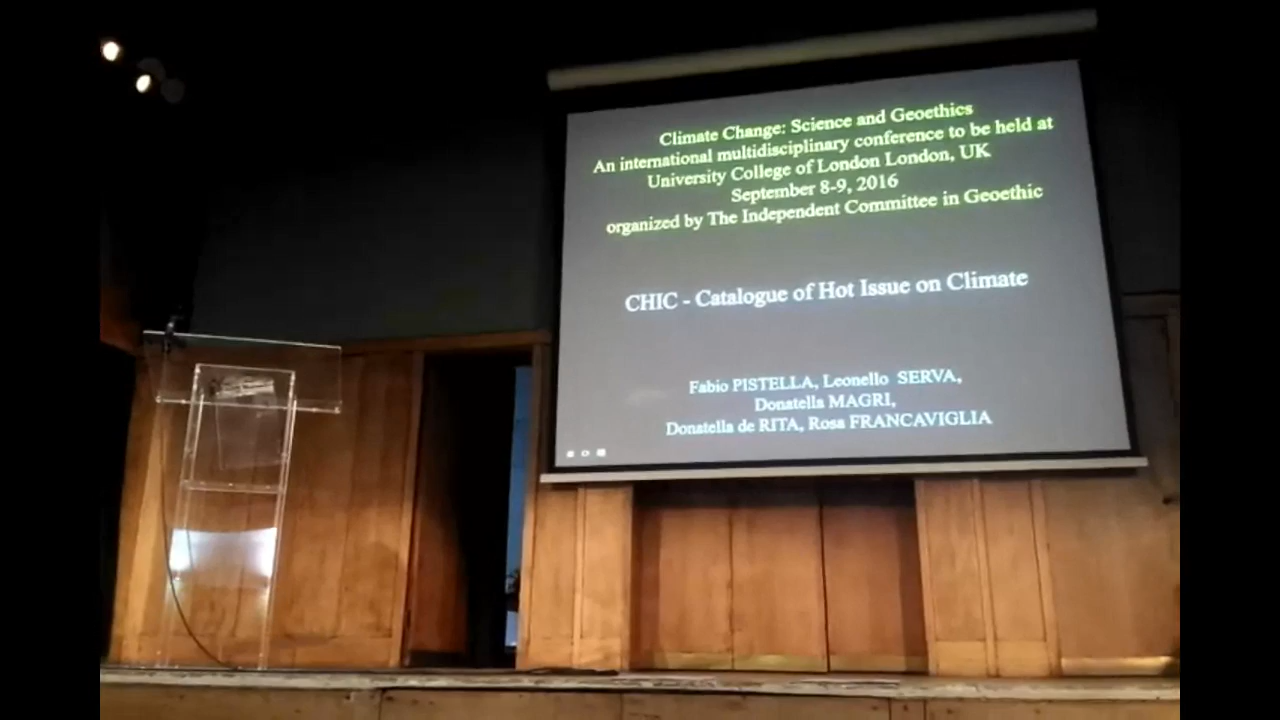 Climate Change: Science and Geoethics
An international multidisciplinary conference to be held at
University College of London London, UK
September 8-9, 2016
organized by The Independent Committee in Geoethic
CHIC - Catalogue of Hot Issue on Climate
Fabio PISTELLA, Leonello SERVA,
Donatella MAGRI,
Donatella de RITA, Rosa FRANCAVIGLIA